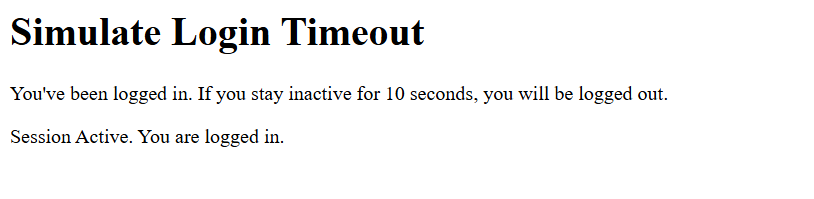 Simulate Login Timeout
You've been logged in. If you stay inactive for 10 seconds, you will be logged out.
Session Active. You are logged in.